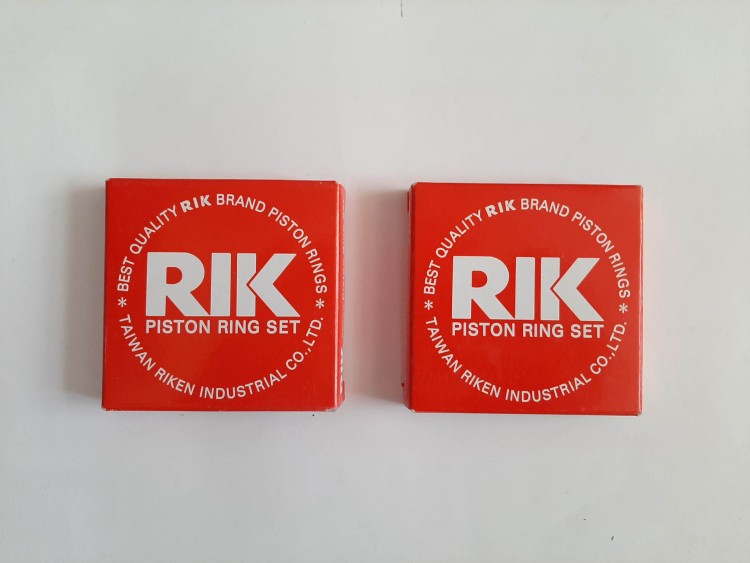 * BEST QUALITY RIK BRAND PISTON RINGS *
RIK
PISTON RING SET
TAIWAN RIKEN INDUSTRIAL CO.,LTD.
* BEST QUALITY RIK BRAND PISTON RINGS *
RIK
PISTON RING SET
TAIWAN RIKEN INDUSTRIAL CO.,LTD.